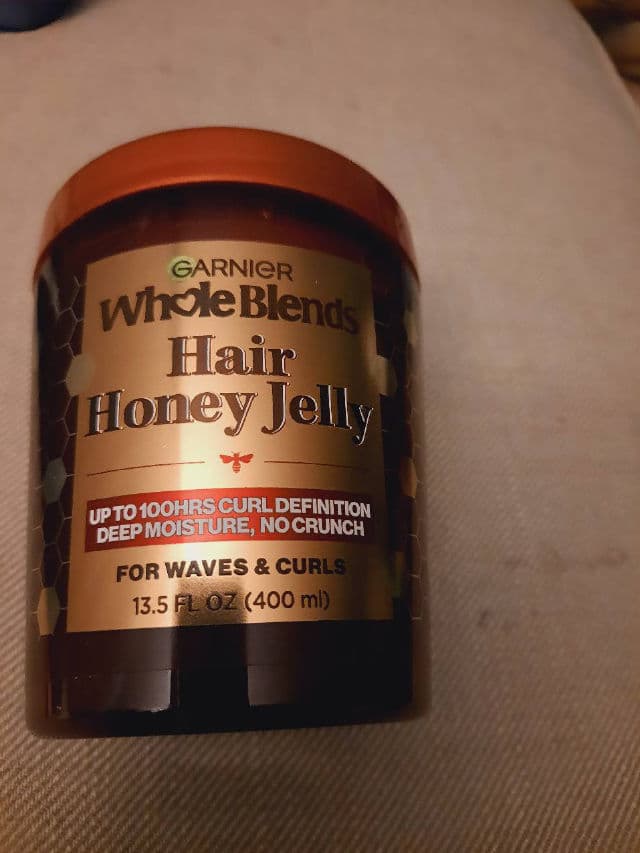 GARNIER
Whole Blends
Hair
Honey Jelly
UP TO 100HRS CURL DEFINITION
DEEP MOISTURE, NO CRUNCH
FOR WAVES & CURLS
13.5 FL OZ (400 ml)